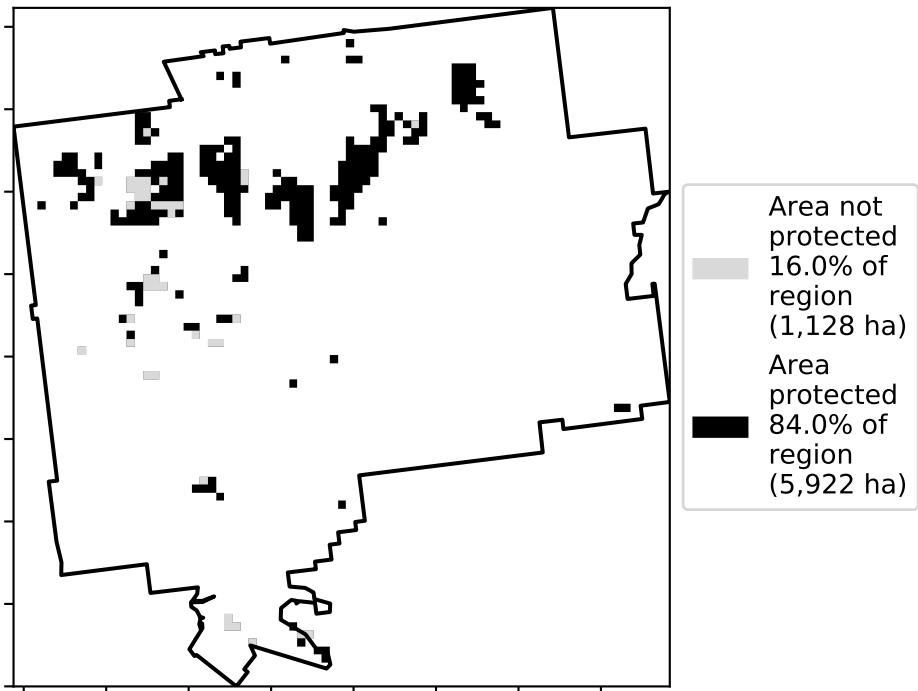 Area not
protected
16.0% of
region
(1,128 ha)
Area
protected
84.0% of
region
(5,922 ha)